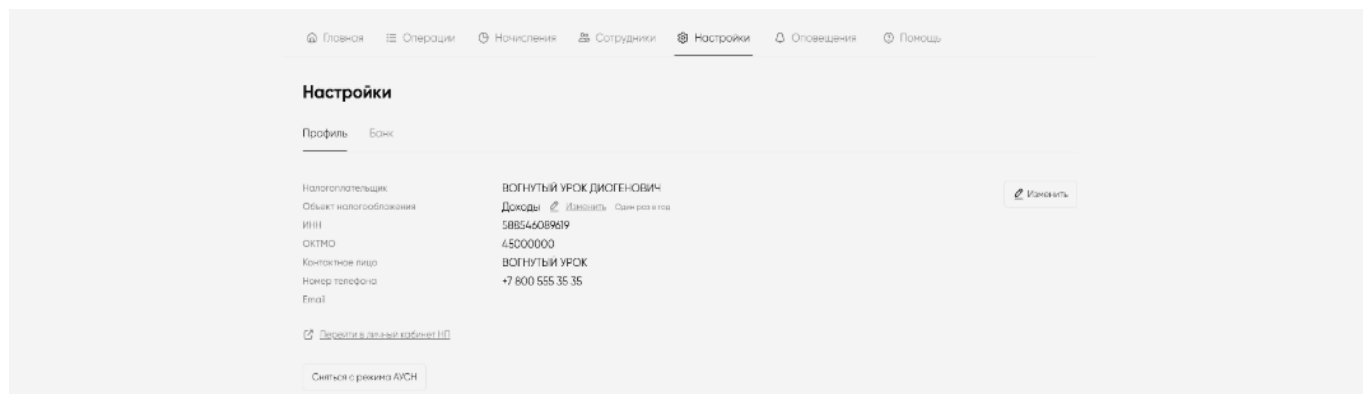 Главная Операции Начисления Сотрудники Настройки Оповещения Помощь
Настройки
Профиль Банк
Налогоплательщик ВОГНУТЫЙ УРОК ДИОГЕНОВИЧ Изменить
Объект налогообложения Доходы Изменить Один раз в год
ИНН 588546089619
ОКТМО 45000000
Контактное лицо ВОГНУТЫЙ УРОК
Номер телефона +7 800 555 35 35
Email
Перейти в личный кабинет НП
Сняться с режима АУСН